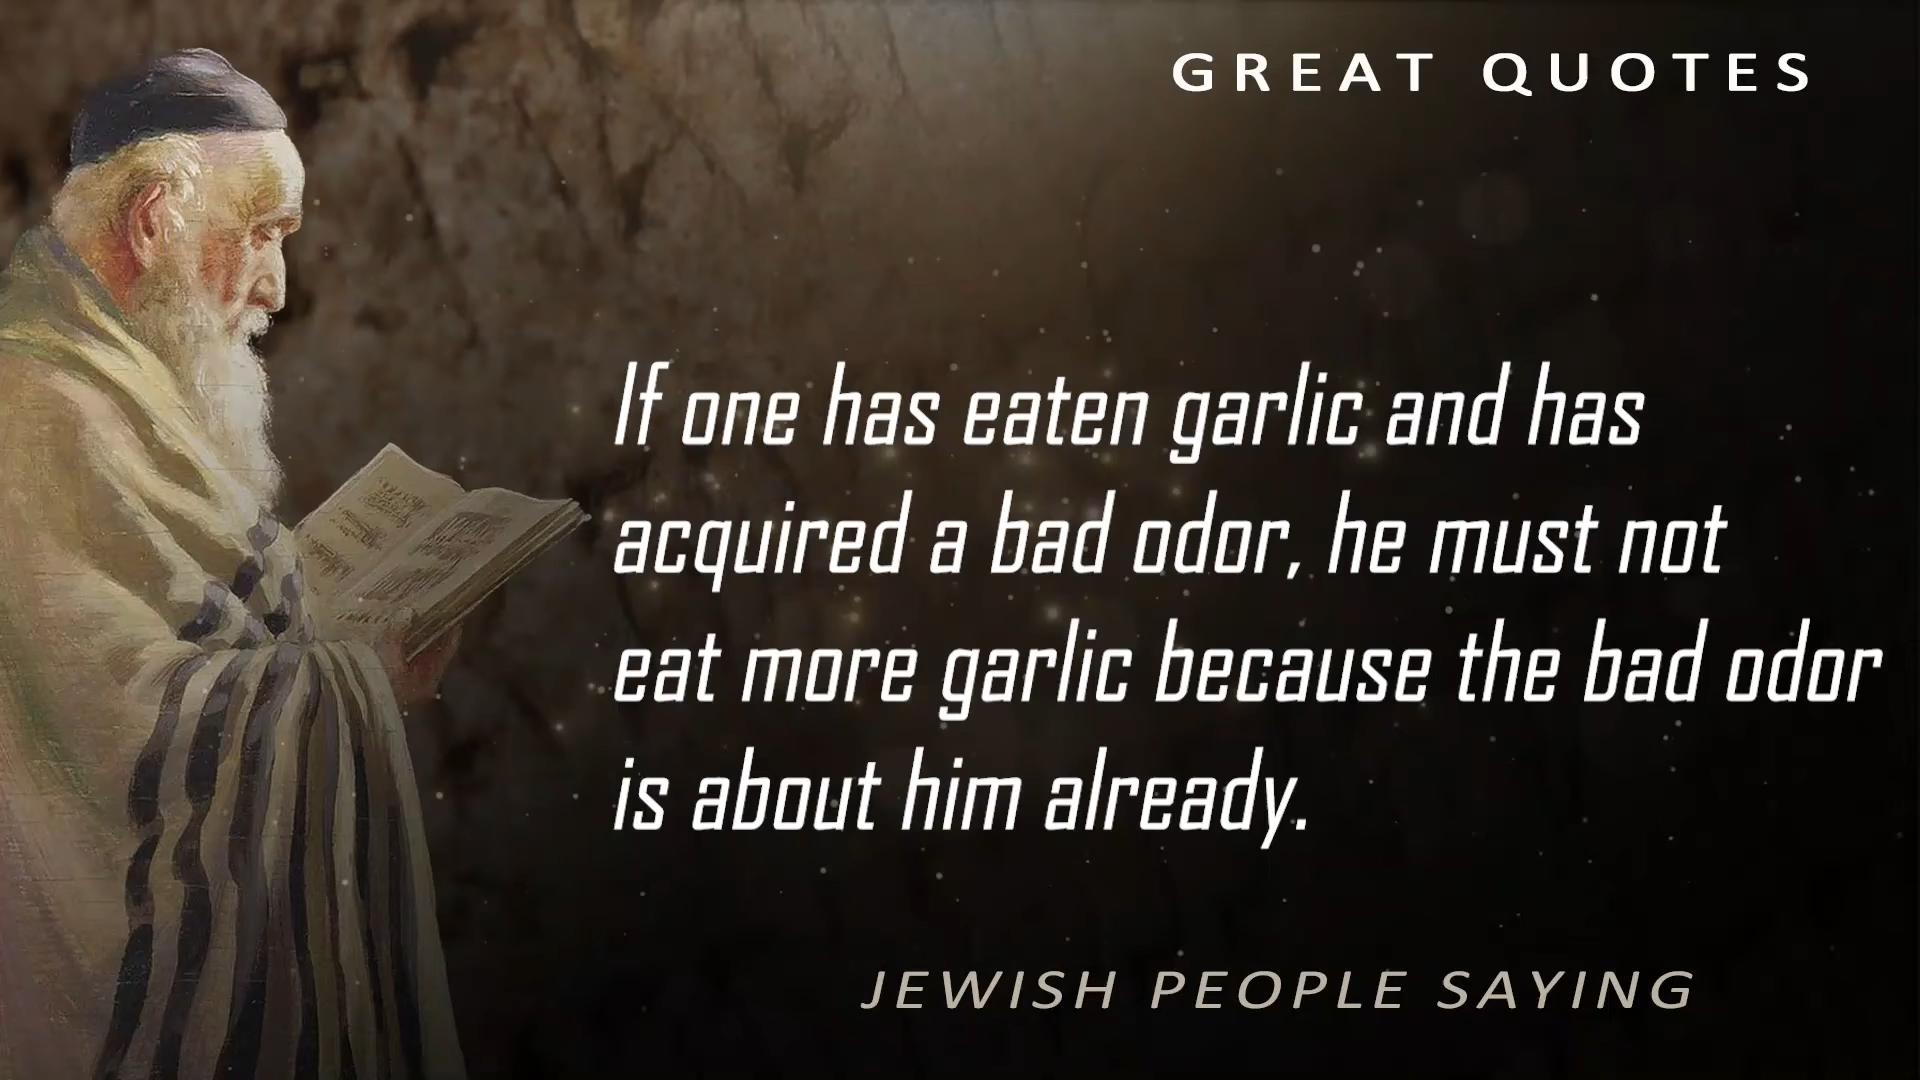 GREAT QUOTES
If one has eaten garlic and has
acquired a bad odor, he must not
eat more garlic because the bad odor
is about him already.
JEWISH PEOPLE SAYING